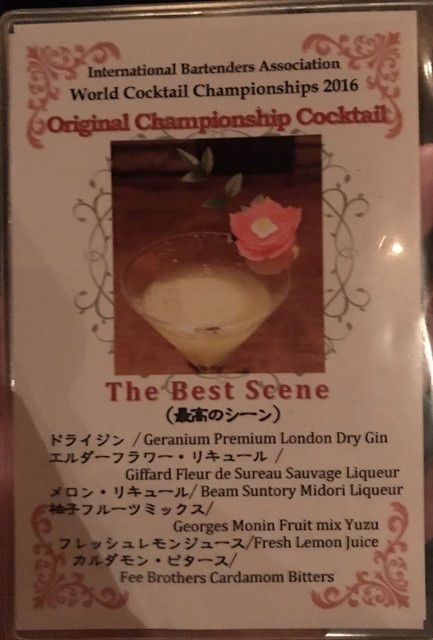 International Bartenders Association
World Cocktail Championships 2016
Original Championship Cocktail
The Best Scene
(最高のシーン)
ドライジン / Geranium Premium London Dry Gin
エルダーフラワー・リキュール /
Giffard Fleur de Sureau Sauvage Liqueur
メロン・リキュール/ Beam Suntory Midori Liqueur
柚子フルーツミックス/
Georges Monin Fruit mix Yuzu
フレッシュレモンジュース/Fresh Lemon Juice
カルダモン・ビタース/
Fee Brothers Cardamom Bitters